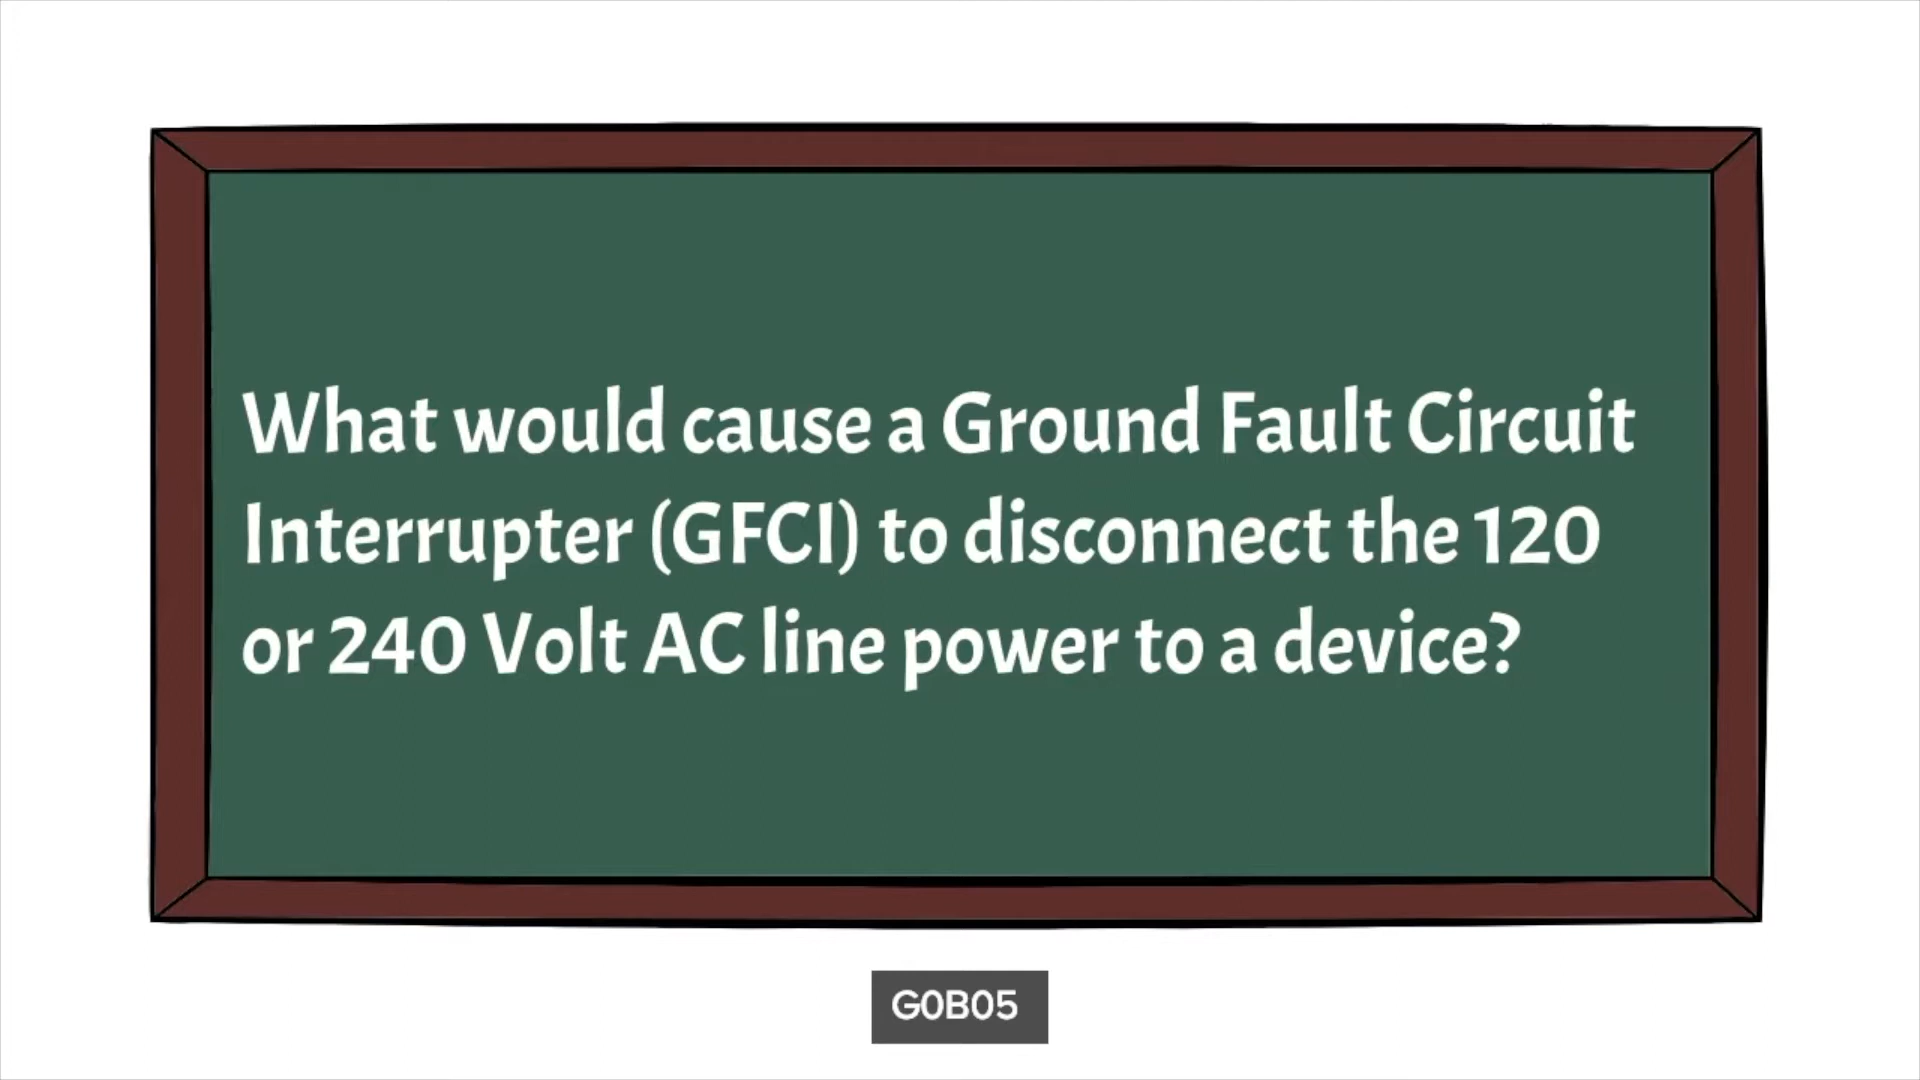 What would cause a Ground Fault Circuit
Interrupter (GFCI) to disconnect the 120
or 240 Volt AC line power to a device?
G0B05